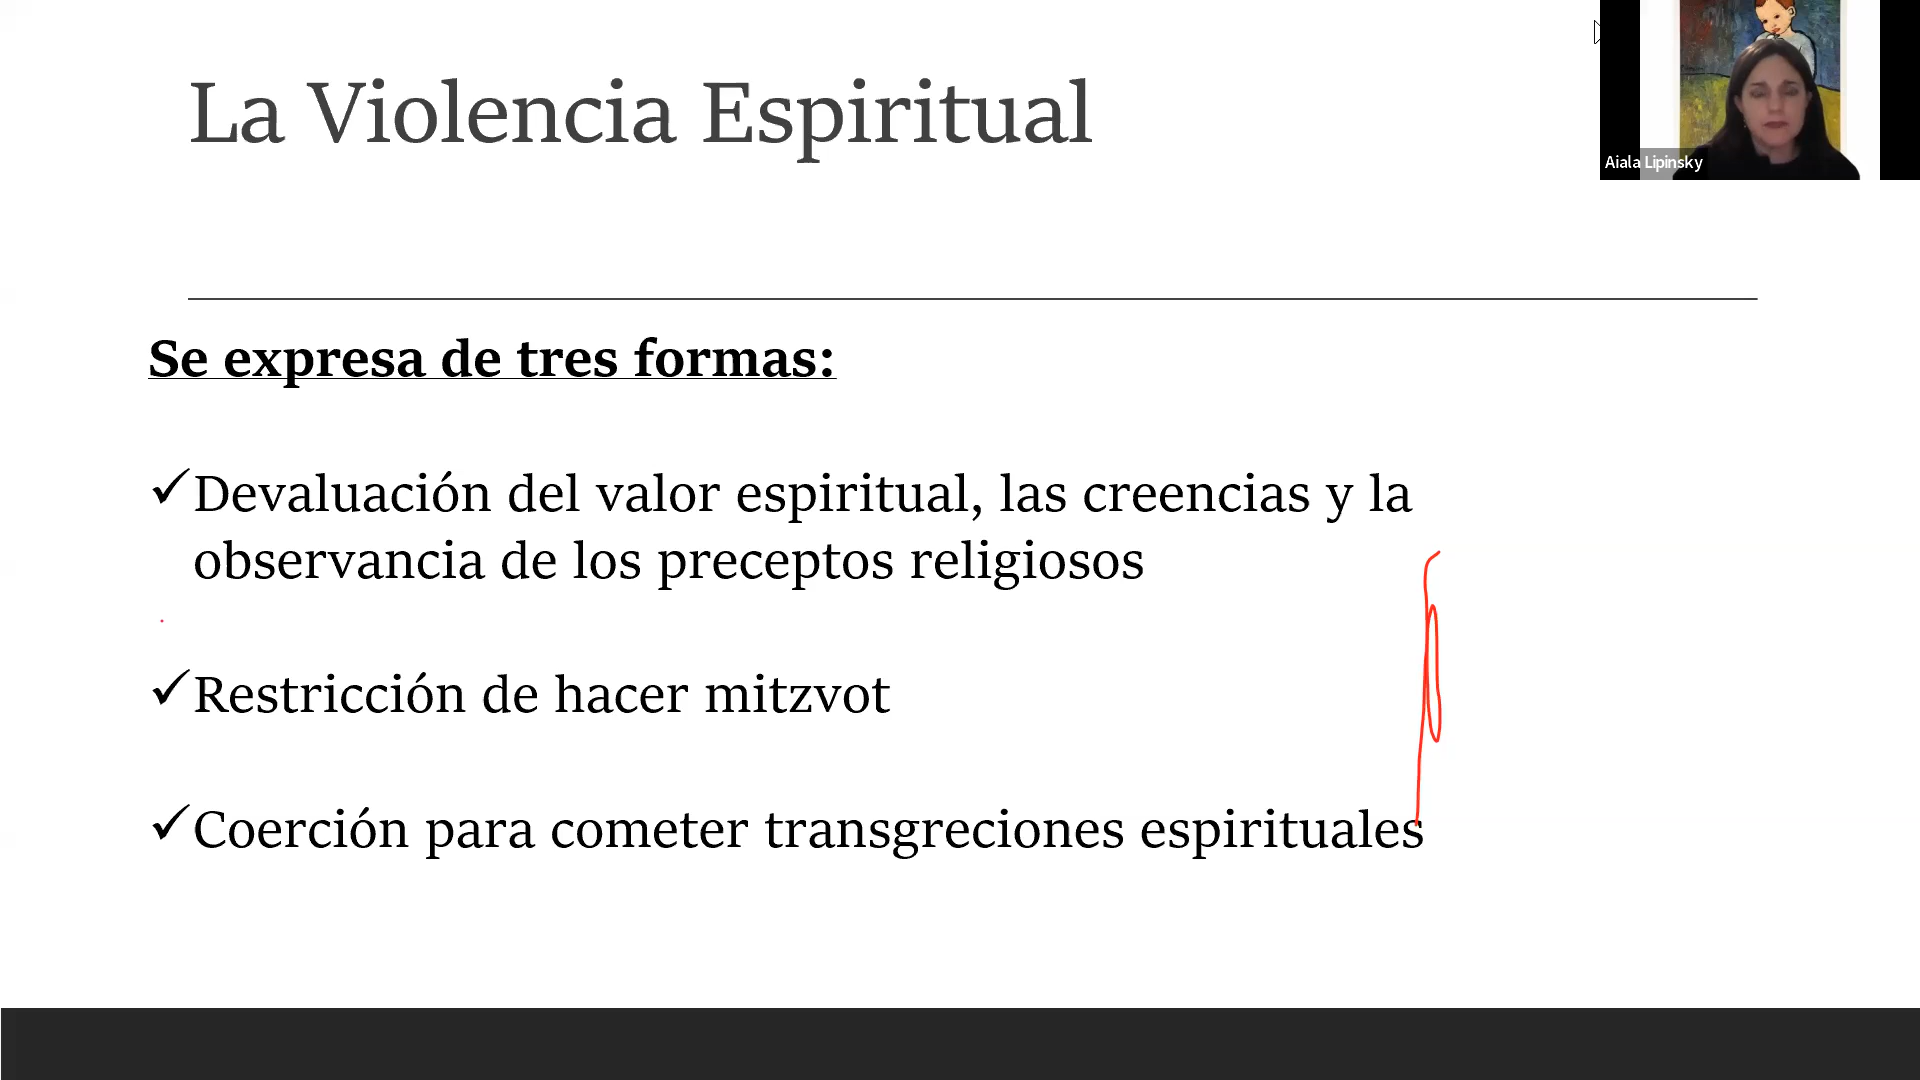 La Violencia Espiritual
Aiala Lipinsky
Se expresa de tres formas:
✓Devaluación del valor espiritual, las creencias y la
observancia de los preceptos religiosos
✓Restricción de hacer mitzvot
✓Coerción para cometer transgreciones espirituales